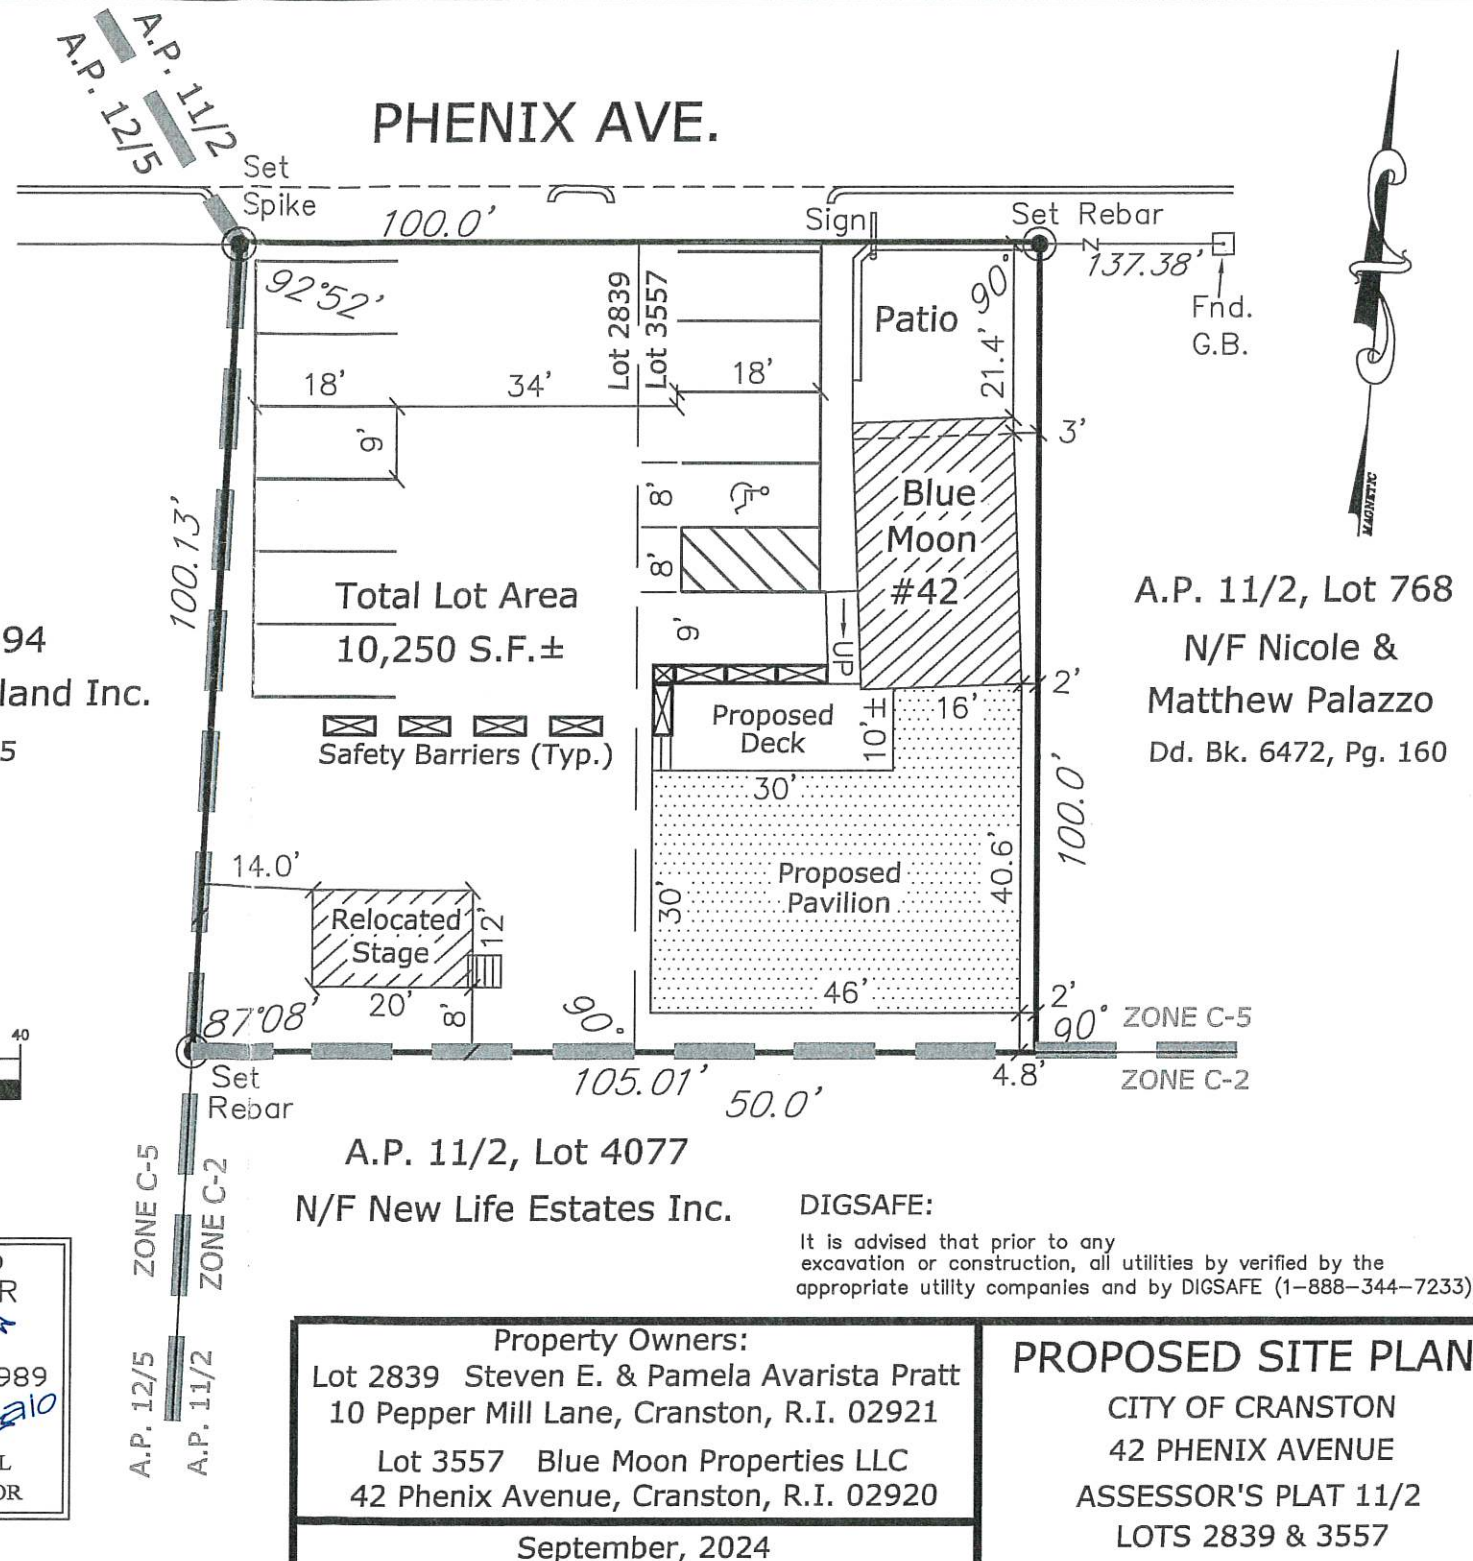 A.P. 11/2
A.P. 12/5
PHENIX AVE.
Set
Spike
100.0'
Sign
Set Rebar
N
137.38'
Fnd.
G.B.
92°52'
Lot 2839
Lot 3557
Patio
90°
21.4'
18'
34'
18'
9'
3'
MAGNETIC
100.13'
8'
8'
Blue
Moon
#42
Total Lot Area
10,250 S.F.±
A.P. 11/2, Lot 768
N/F Nicole &
Matthew Palazzo
Dd. Bk. 6472, Pg. 160
94
land Inc.
5
9'
UP
2'
Proposed
Deck
10'±
16'
Safety Barriers (Typ.)
30'
100.0'
14.0'
Proposed
Pavilion
40.6'
30'
Relocated
Stage
12'
20'
8'
46'
2'
87°08'
90°
90°
ZONE C-5
ZONE C-2
40
Set
Rebar
105.01'
50.0'
4.8'
A.P. 11/2, Lot 4077
N/F New Life Estates Inc.
ZONE C-5
ZONE C-2
A.P. 12/5
A.P. 11/2
DIGSAFE:
It is advised that prior to any
excavation or construction, all utilities by verified by the
appropriate utility companies and by DIGSAFE (1-888-344-7233)
R
989
L
OR
Property Owners:
Lot 2839 Steven E. & Pamela Avarista Pratt
10 Pepper Mill Lane, Cranston, R.I. 02921
Lot 3557 Blue Moon Properties LLC
42 Phenix Avenue, Cranston, R.I. 02920
September, 2024
PROPOSED SITE PLAN
CITY OF CRANSTON
42 PHENIX AVENUE
ASSESSOR'S PLAT 11/2
LOTS 2839 & 3557